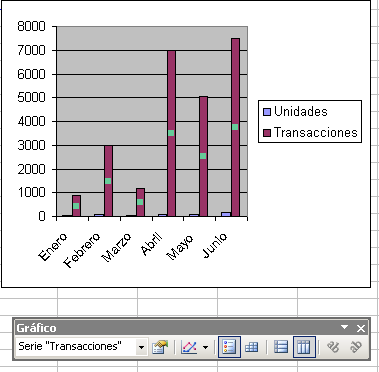 8000
7000
6000
5000
4000
3000
2000
1000
0
Enero
Febrero
Marzo
Abril
Mayo
Junio
Unidades
Transacciones
Gráfico
Serie "Transacciones"